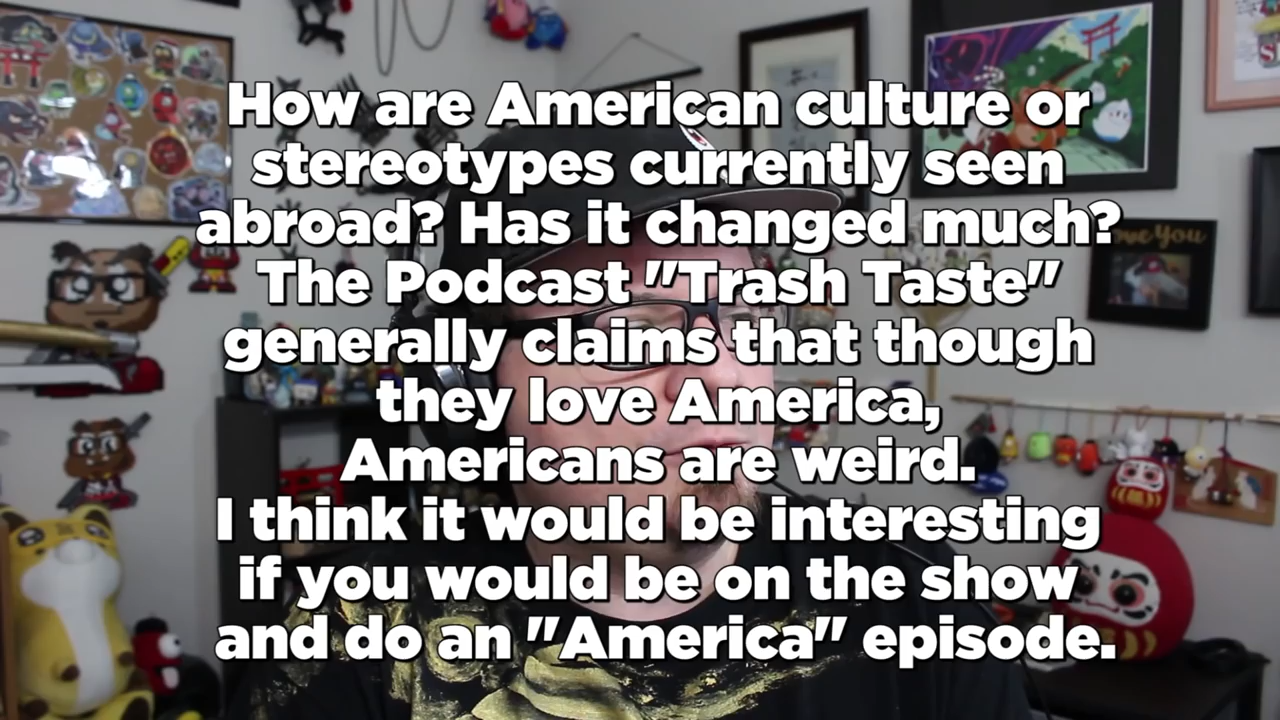 How are American culture or
stereotypes currently seen
abroad? Has it changed much?
The Podcast "Trash Taste"
generally claims that though
they love America,
Americans are weird.
I think it would be interesting
if you would be on the show
and do an "America" episode.
Love You